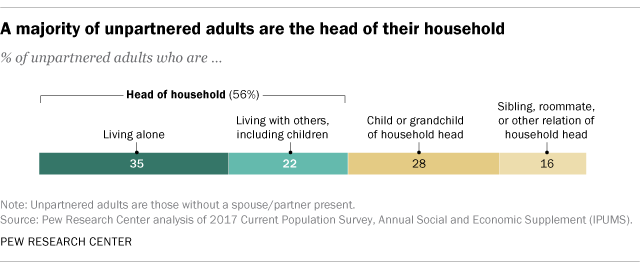 A majority of unpartnered adults are the head of their household
% of unpartnered adults who are ...
Head of household (56%)
Living alone
Living with others,
including children
Child or grandchild
of household head
Sibling, roommate,
or other relation of
household head
35
22
28
16
Note: Unpartnered adults are those without a spouse/partner present.
Source: Pew Research Center analysis of 2017 Current Population Survey, Annual Social and Economic Supplement (IPUMS).
PEW RESEARCH CENTER